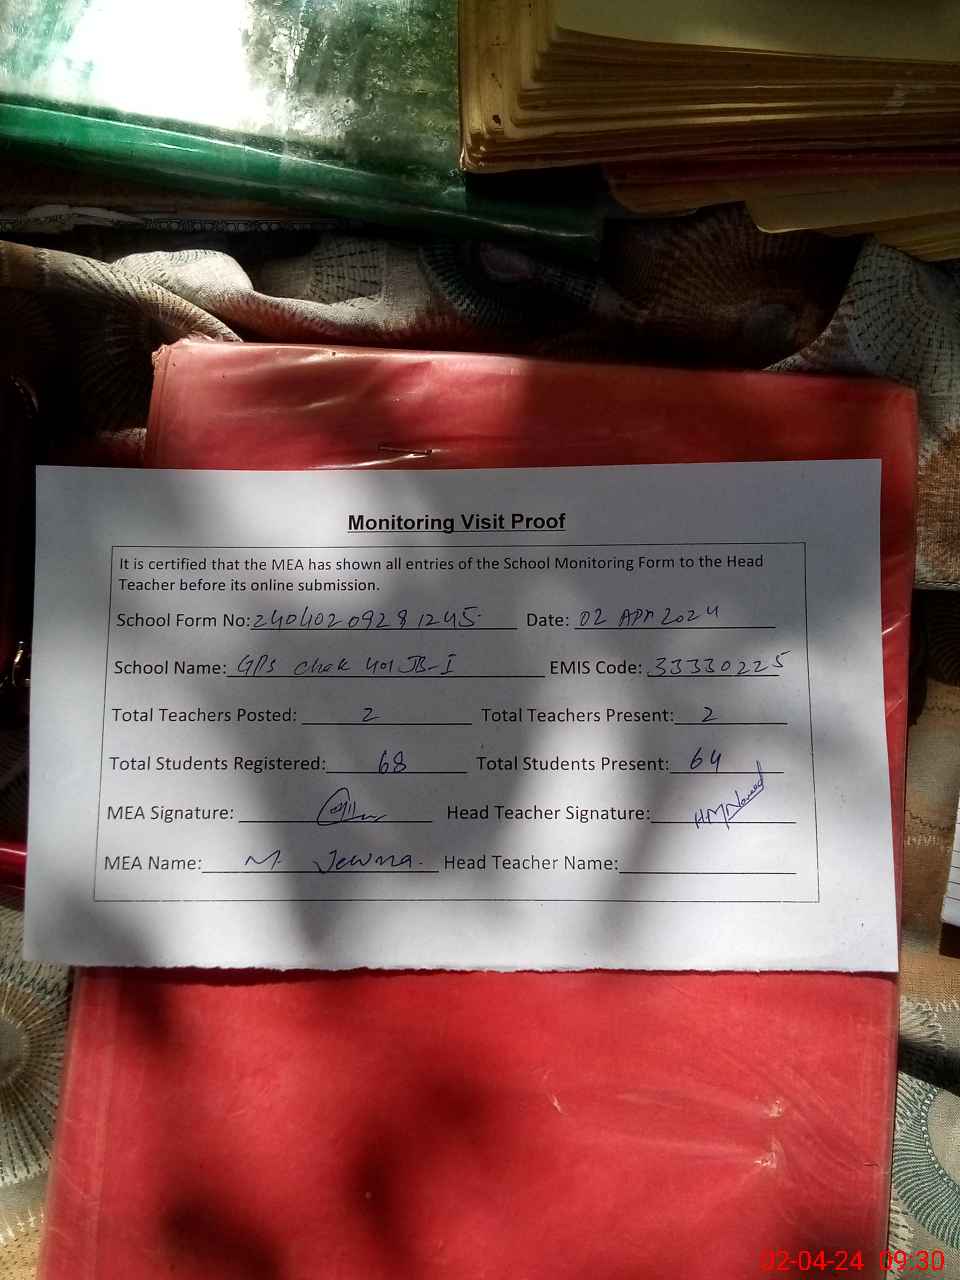 Monitoring Visit Proof
It is certified that the MEA has shown all entries of the School Monitoring Form to the Head
Teacher before its online submission.
School Form No: 24040209281245 Date: 02 APR 2024
School Name: GPS Chak 401 JB-I EMIS Code: 33330225
Total Teachers Posted: 2 Total Teachers Present: 2
Total Students Registered: 68 Total Students Present: 64
MEA Signature: Head Teacher Signature: HM
MEA Name: M. Head Teacher Name:
02-04-24 09:30